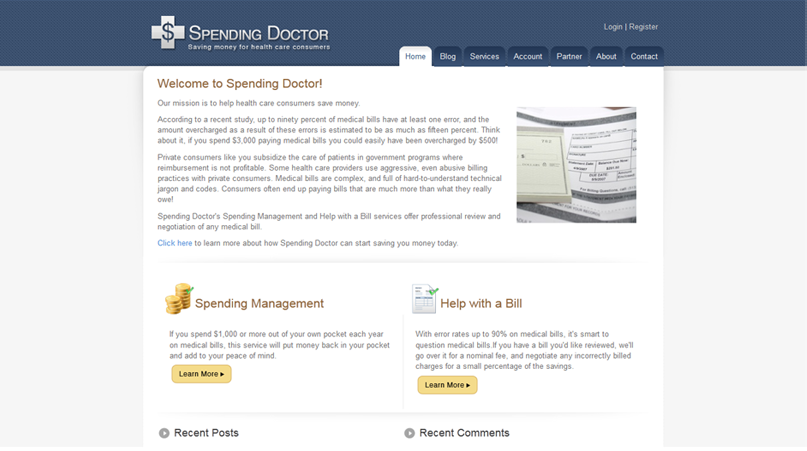 SPENDING DOCTOR
Saving money for health care consumers
Login | Register
Home Blog Services Account Partner About Contact
Welcome to Spending Doctor!
Our mission is to help health care consumers save money.
According to a recent study, up to ninety percent of medical bills have at least one error, and the
amount overcharged as a result of these errors is estimated to be as much as fifteen percent. Think
about it, if you spend $3,000 paying medical bills you could easily have been overcharged by $500!
Private consumers like you subsidize the care of patients in government programs where
reimbursement is not profitable. Some health care providers use aggressive, even abusive billing
practices with private consumers. Medical bills are complex, and full of hard-to-understand technical
jargon and codes. Consumers often end up paying bills that are much more than what they really
owe!
Spending Doctor's Spending Management and Help with a Bill services offer professional review and
negotiation of any medical bill.
Click here to learn more about how Spending Doctor can start saving you money today.
Spending Management
If you spend $1,000 or more out of your own pocket each year
on medical bills, this service will put money back in your pocket
and add to your peace of mind.
Learn More ▸
Help with a Bill
With error rates up to 90% on medical bills, it's smart to
question medical bills.If you have a bill you'd like reviewed, we'll
go over it for a nominal fee, and negotiate any incorrectly billed
charges for a small percentage of the savings.
Learn More ▸
Recent Posts
Recent Comments